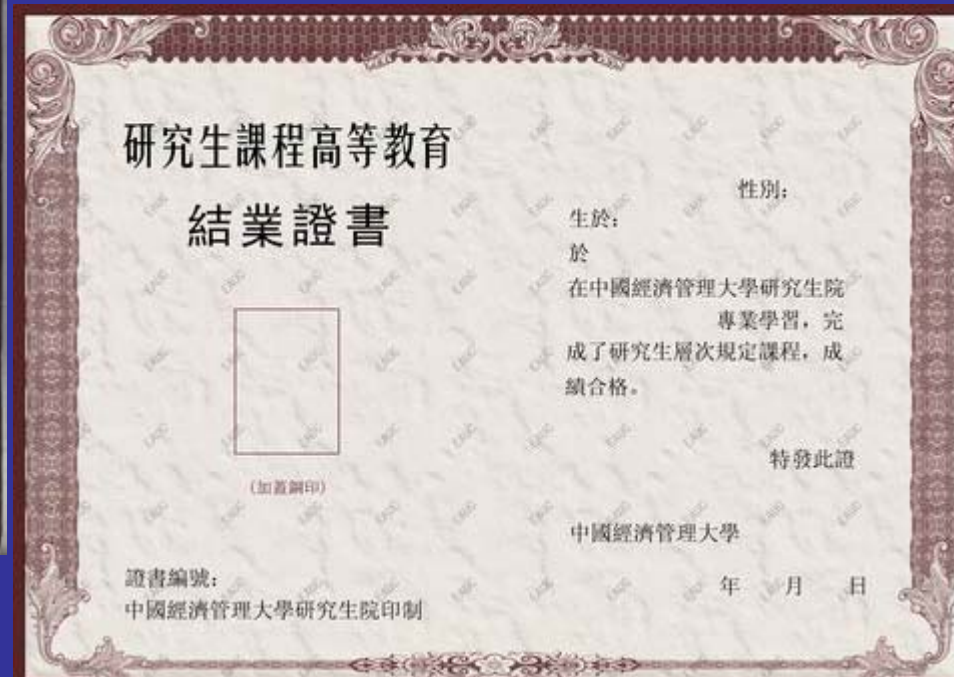 研究生課程高等教育
結業證書
(加蓋鋼印)
證書編號:
中國經濟管理大學研究生院印制
性別:
生於:
於
在中國經濟管理大學研究生院
專業學習,完
成了研究生層次規定課程,成
績合格。
特發此證
中國經濟管理大學
年 月 日